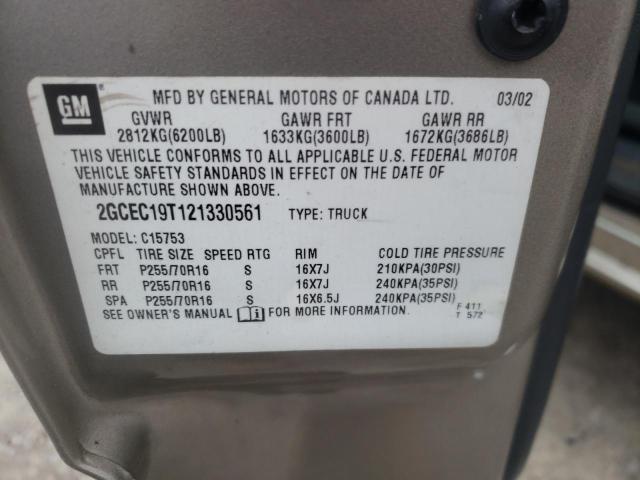 GM
MFD BY GENERAL MOTORS OF CANADA LTD. 03/02
GVWR GAWR FRT GAWR RR
2812KG(6200LB) 1633KG(3600LB) 1672KG(3686LB)
THIS VEHICLE CONFORMS TO ALL APPLICABLE U.S. FEDERAL MOTOR
VEHICLE SAFETY STANDARDS IN EFFECT ON THE DATE OF
MANUFACTURE SHOWN ABOVE.
2GCEC19T121330561 TYPE: TRUCK
MODEL: C15753
CPFL TIRE SIZE SPEED RTG RIM COLD TIRE PRESSURE
FRT P255/70R16 S 16X7J 210KPA(30PSI)
RR P255/70R16 S 16X7J 240KPA(35PSI)
SPA P255/70R16 S 16X6.5J 240KPA(35PSI)
SEE OWNER'S MANUAL i FOR MORE INFORMATION.
F 411
T 572